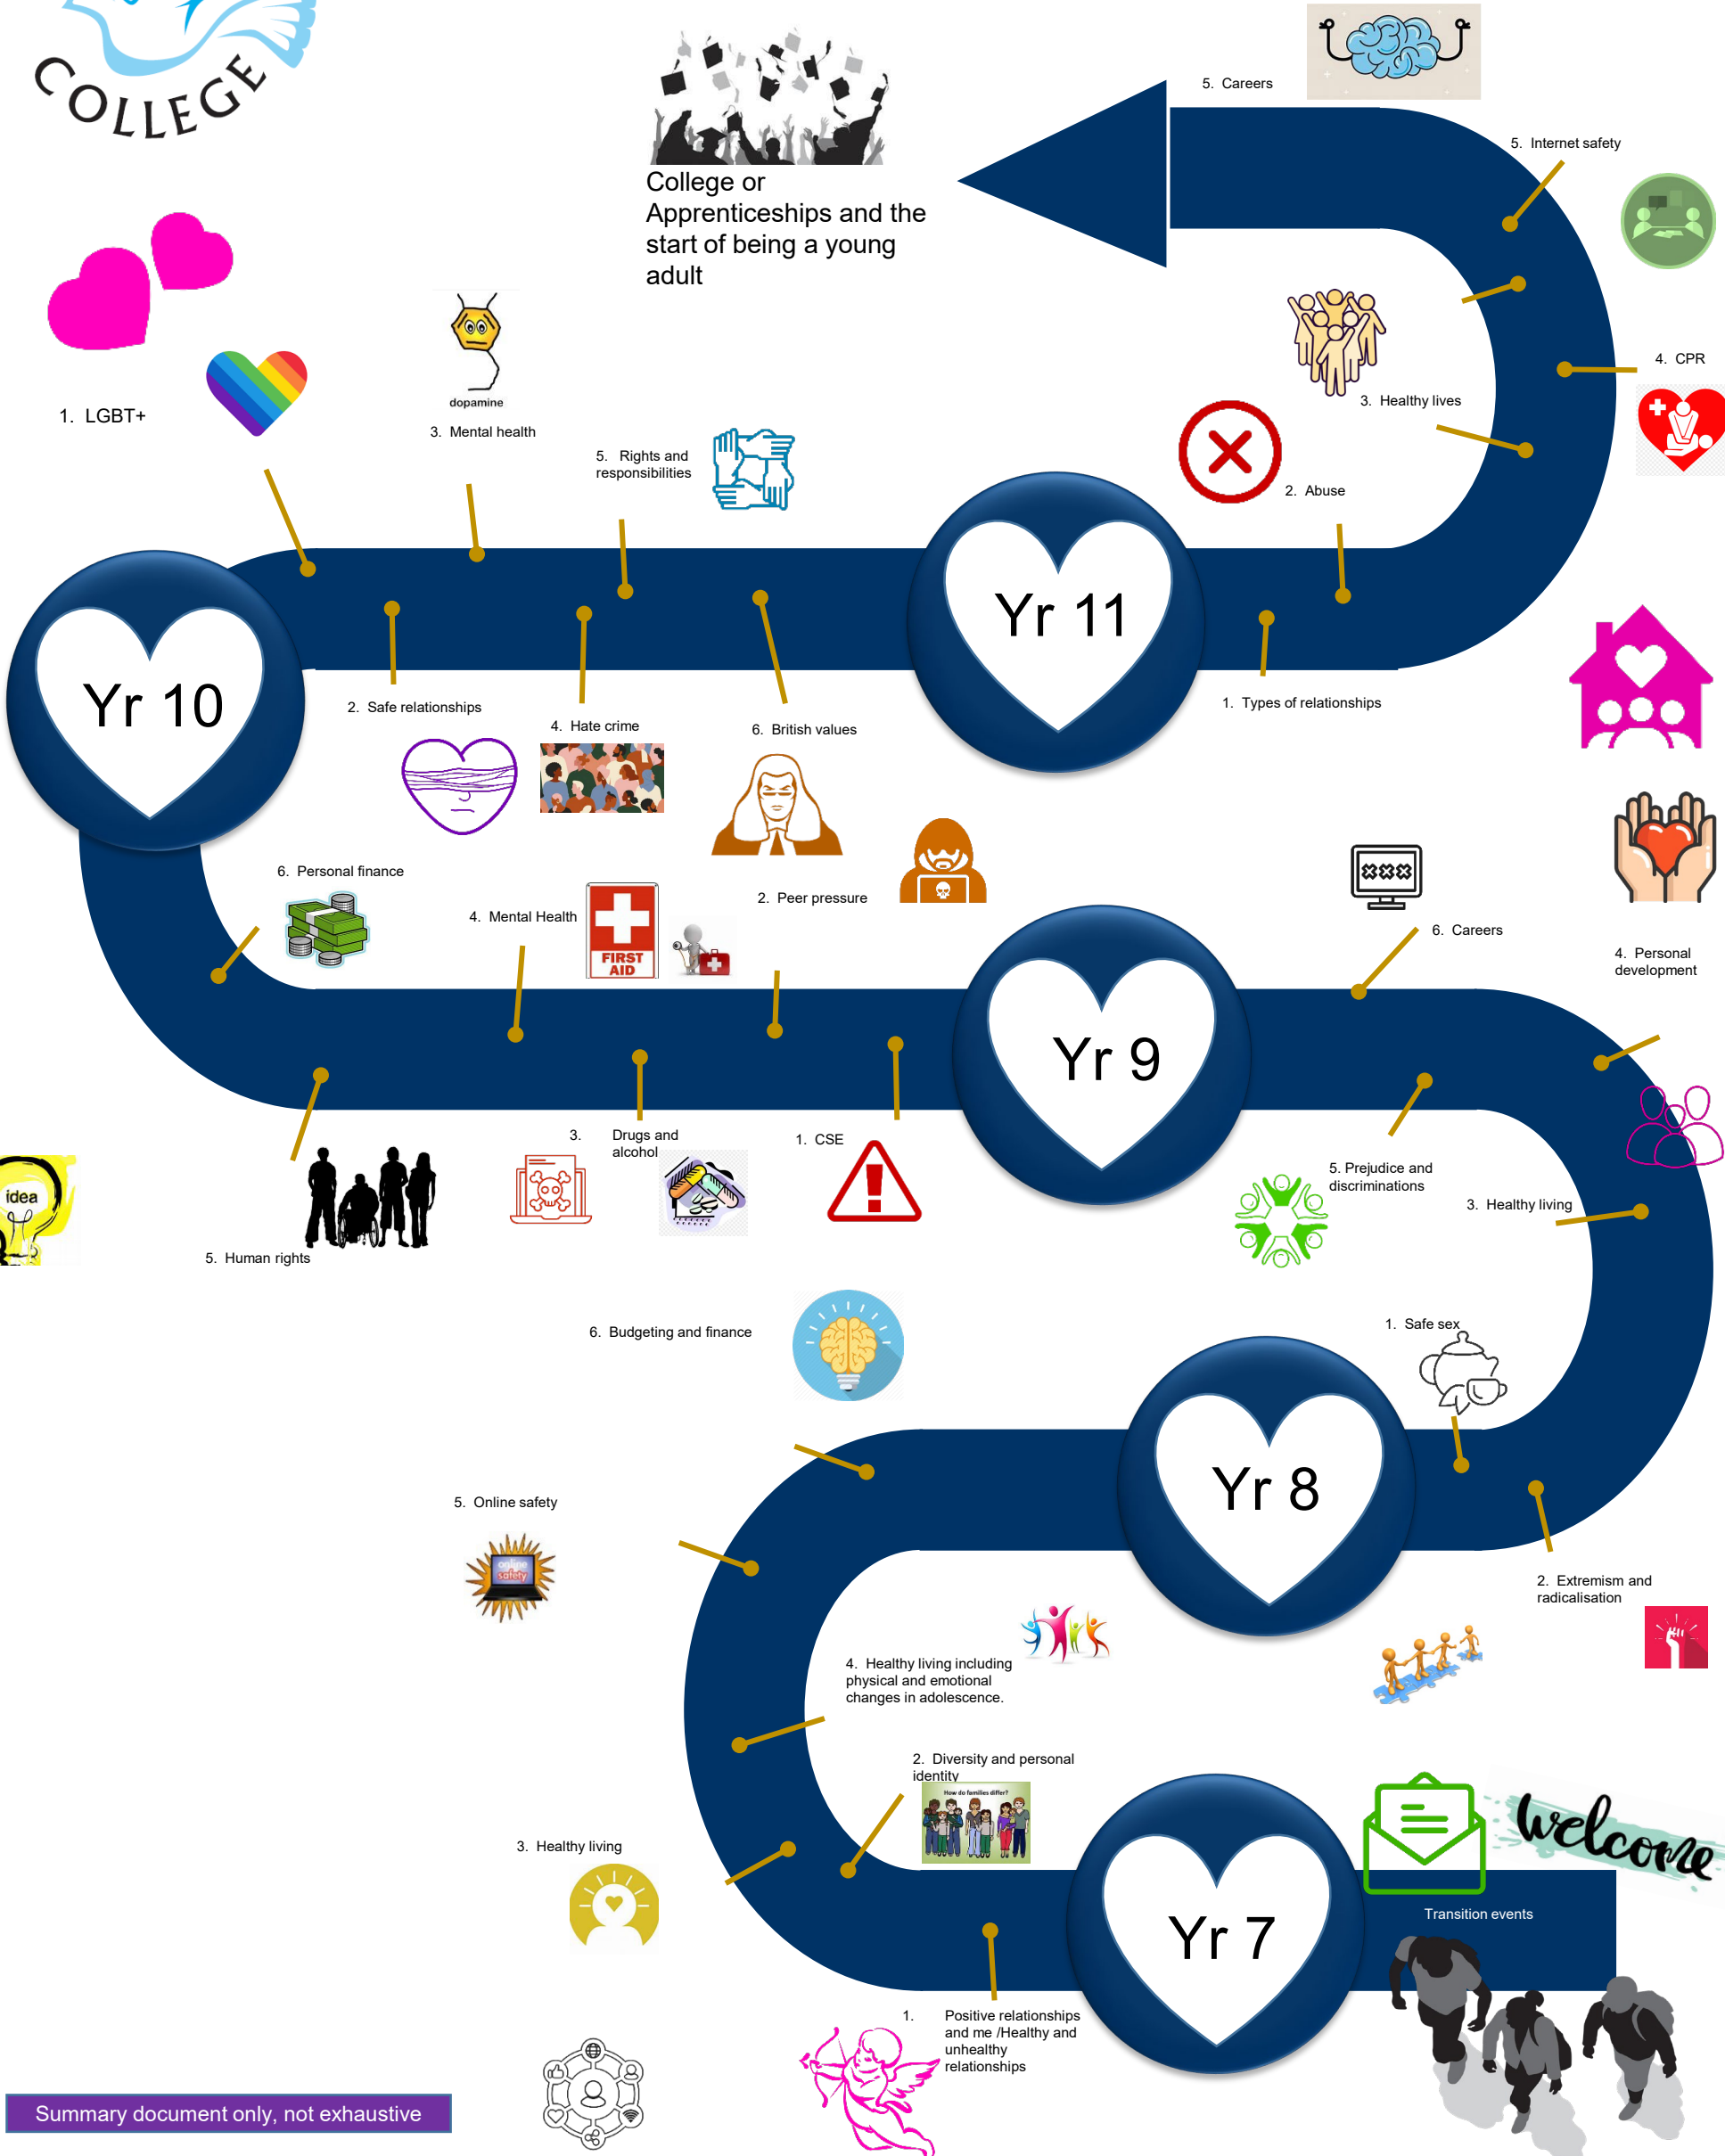 COLLEGE
5. Careers
5. Internet safety
College or
Apprenticeships and the
start of being a young
adult
4. CPR
3. Healthy lives
dopamine
1. LGBT+
3. Mental health
5. Rights and
responsibilities
2. Abuse
Yr 11
Yr 10
2. Safe relationships
1. Types of relationships
4. Hate crime
6. British values
6. Personal finance
2. Peer pressure
4. Mental Health
FIRST
AID
xxx
6. Careers
4. Personal
development
Yr 9
3. Drugs and
alcohol
1. CSE
5. Prejudice and
discriminations
idea
3. Healthy living
5. Human rights
1. Safe sex
6. Budgeting and finance
Yr 8
5. Online safety
online
safety
2. Extremism and
radicalisation
4. Healthy living including
physical and emotional
changes in adolescence.
2. Diversity and personal
identity
How do families differ?
welcome
3. Healthy living
Transition events
Yr 7
1. Positive relationships
and me /Healthy and
unhealthy
relationships
Summary document only, not exhaustive